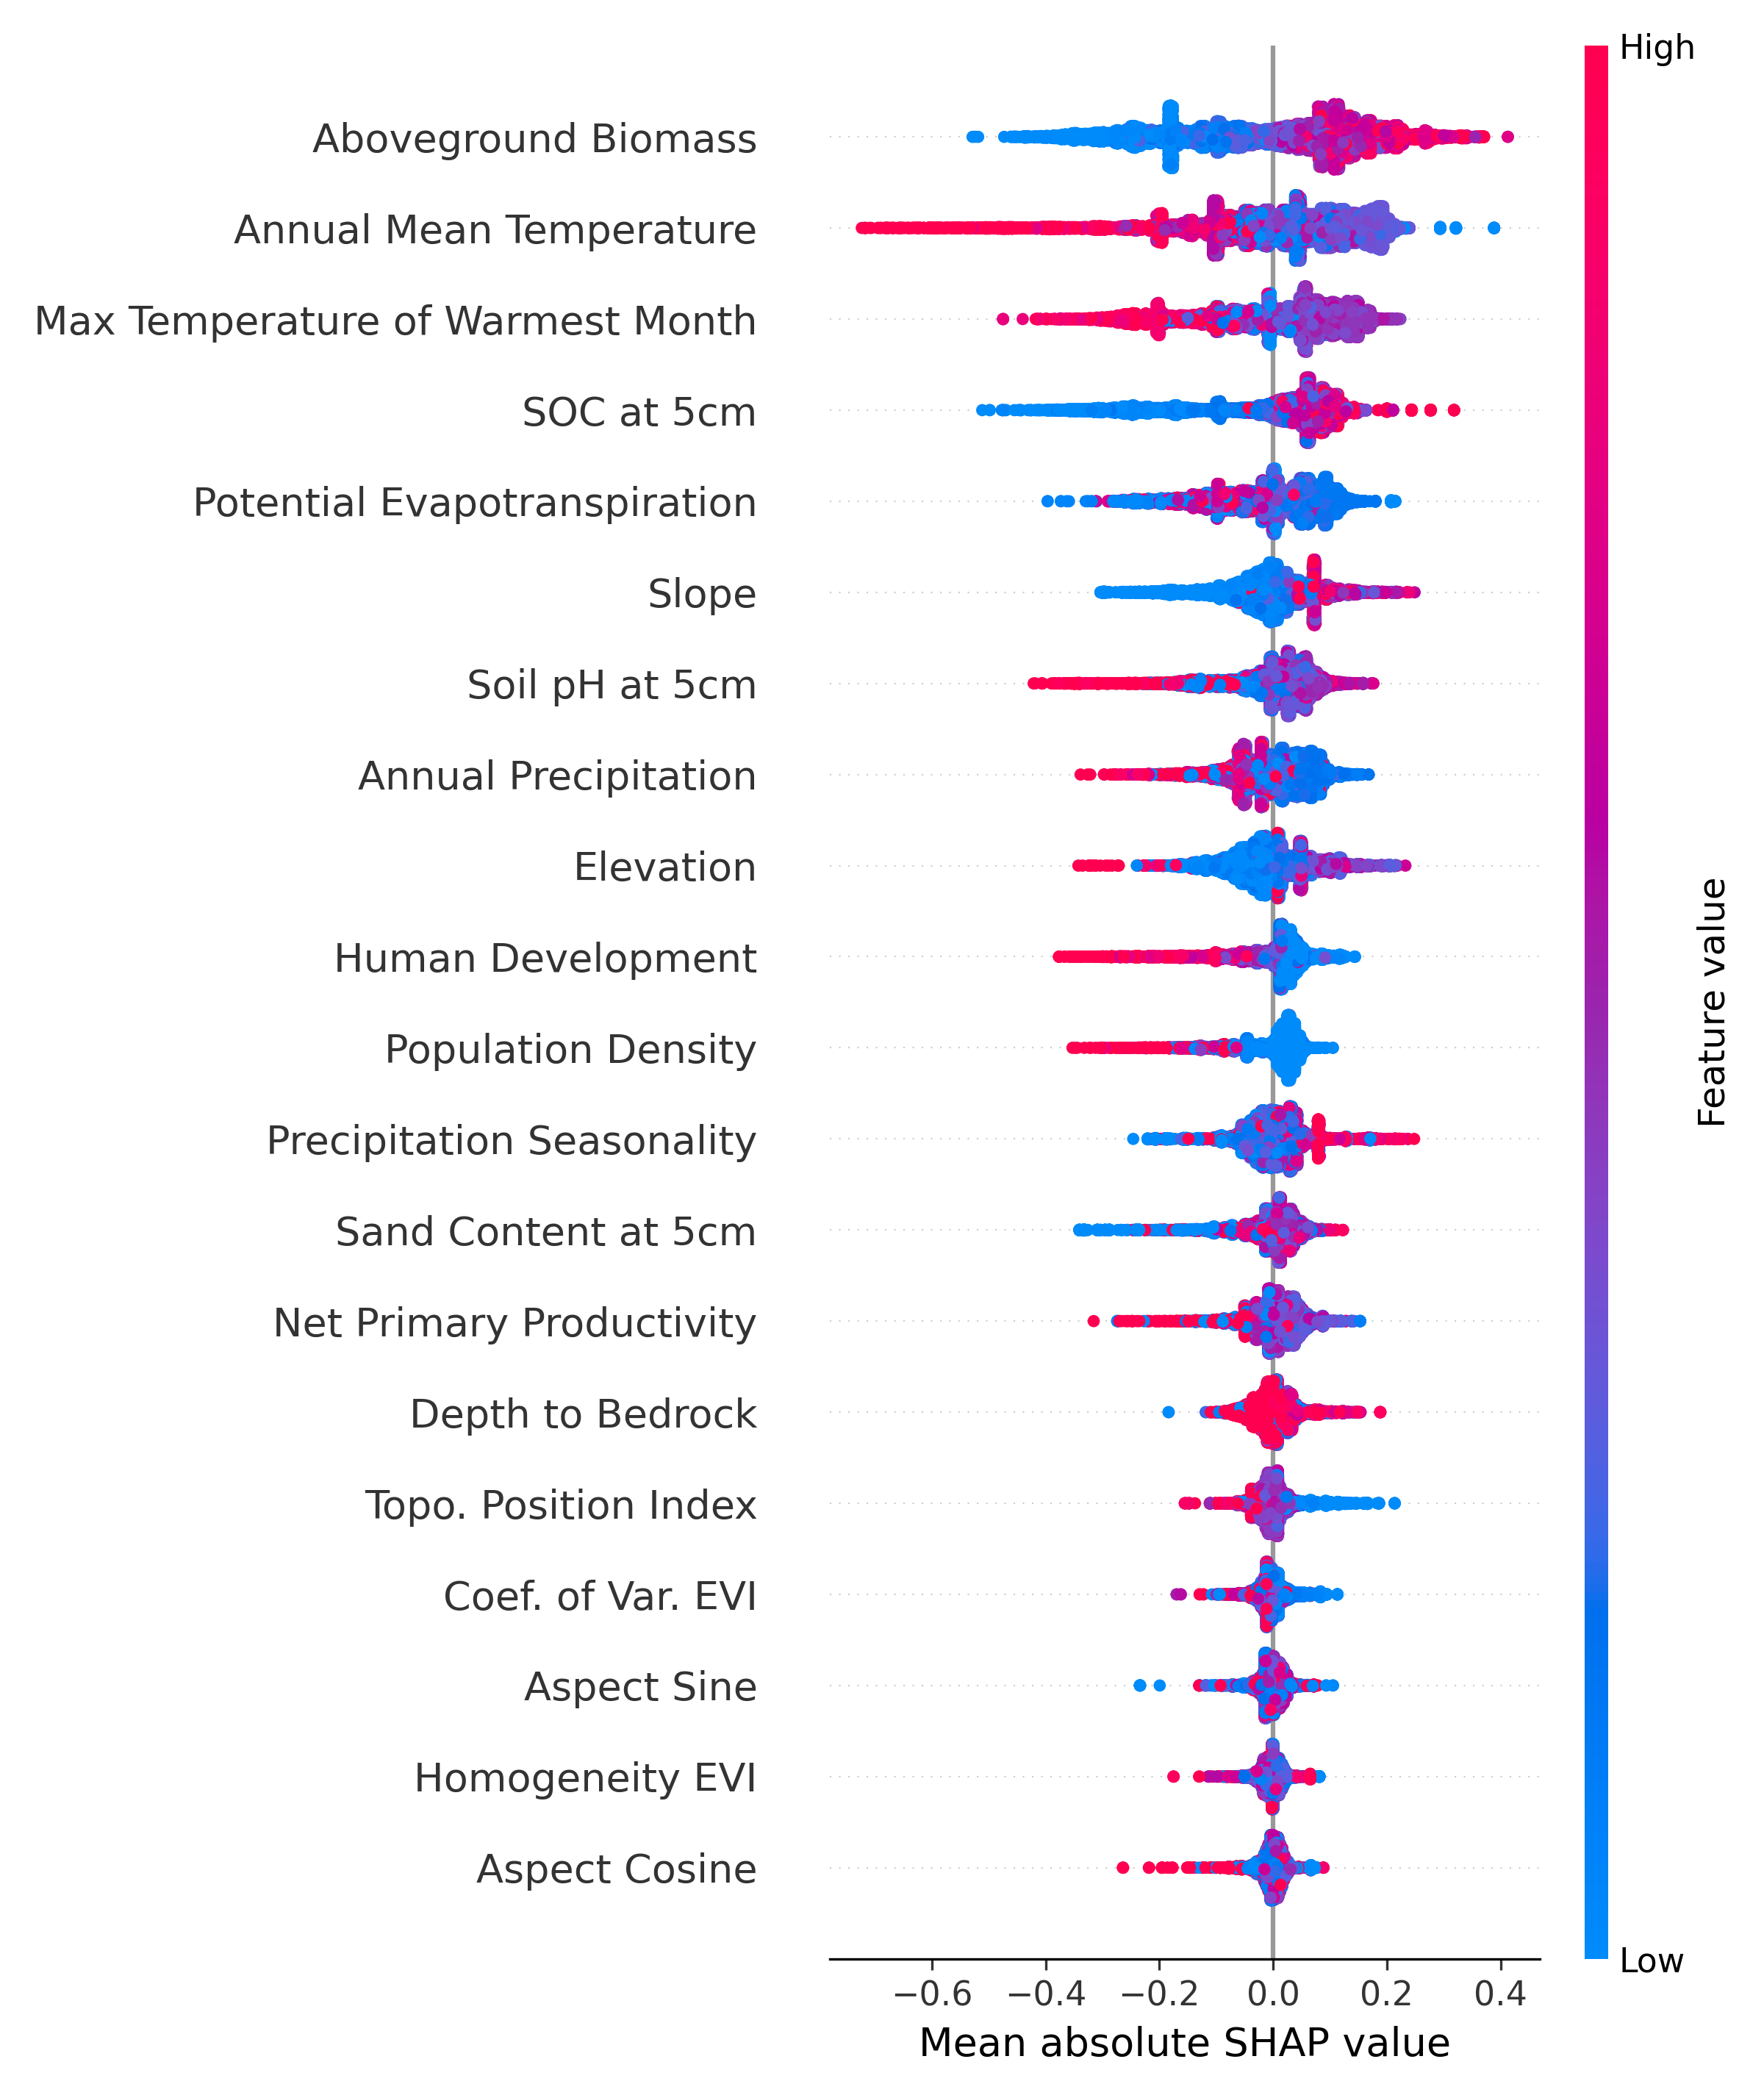 High
Aboveground Biomass
Annual Mean Temperature
Max Temperature of Warmest Month
SOC at 5cm
Potential Evapotranspiration
Slope
Soil pH at 5cm
Annual Precipitation
Elevation
Human Development
Population Density
Precipitation Seasonality
Sand Content at 5cm
Net Primary Productivity
Depth to Bedrock
Topo. Position Index
Coef. of Var. EVI
Aspect Sine
Homogeneity EVI
Aspect Cosine
Feature value
Low
−0.6 −0.4 −0.2 0.0 0.2 0.4
Mean absolute SHAP value